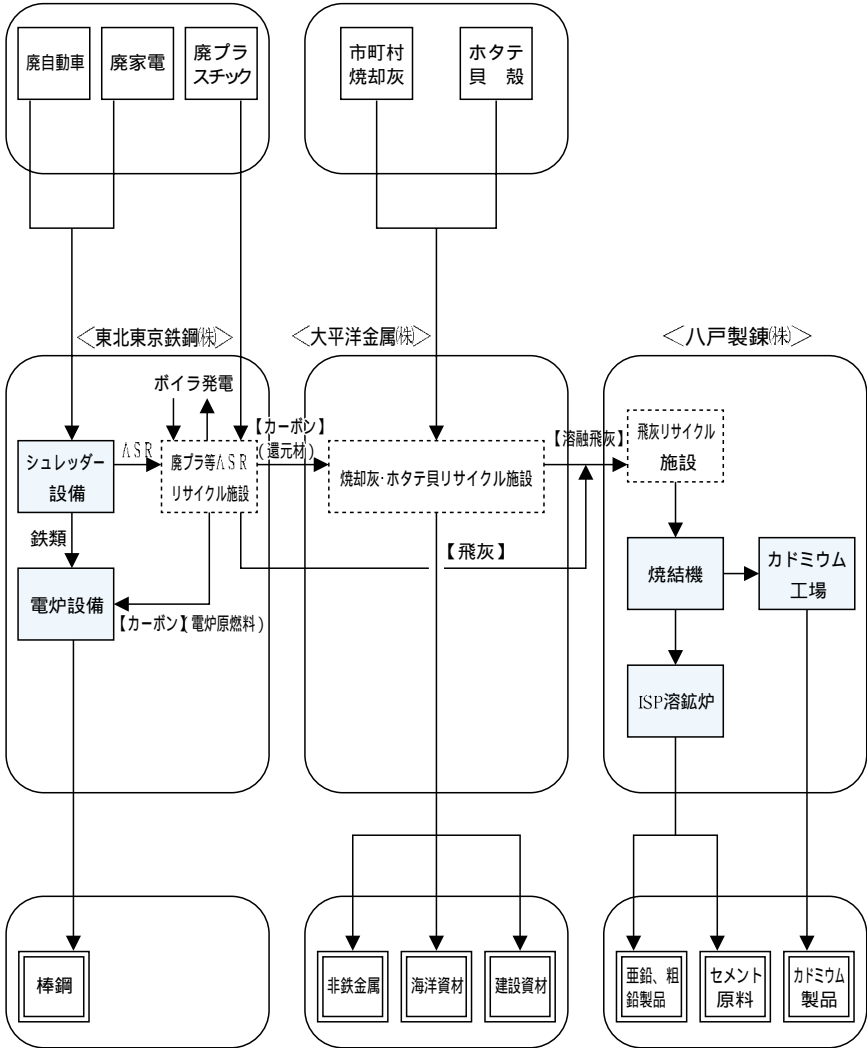 廃自動車
廃家電
廃プラ
スチック
市町村
焼却灰
ホタテ
貝　殻
＜東北東京鉄鋼㈱＞
＜大平洋金属㈱＞
＜八戸製錬㈱＞
ボイラ発電
シュレッダー
設備
ASR
廃プラ等ASR
リサイクル施設
【カーボン】
(還元材)
焼却灰·ホタテ貝リサイクル施設
【溶融飛灰】
飛灰リサイクル
施設
鉄類
【飛灰】
電炉設備
【カーボン】(電炉原燃料)
焼結機
カドミウム
工場
ISP溶鉱炉
棒鋼
非鉄金属
海洋資材
建設資材
亜鉛、粗
鉛製品
セメント
原料
カドミウム
製品